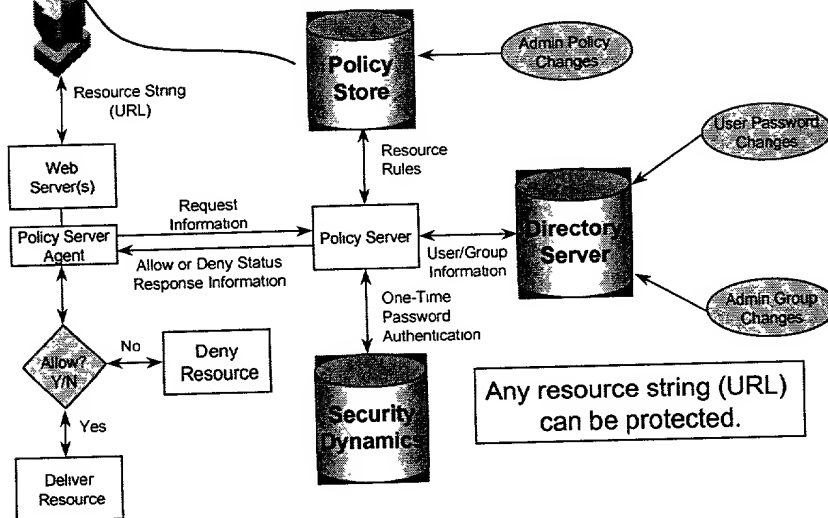 Policy
Store
Admin Policy
Changes
Resource String
(URL)
Resource
Rules
User Password
Changes
Web
Server(s)
Request
Information
Policy Server
Agent
Policy Server
Directory
Server
Allow or Deny Status
Response Information
User/Group
Information
Admin Group
Changes
One-Time
Password
Authentication
Allow?
Y/N
No
Deny
Resource
Yes
Security
Dynamics
Any resource string (URL)
can be protected.
Deliver
Resource